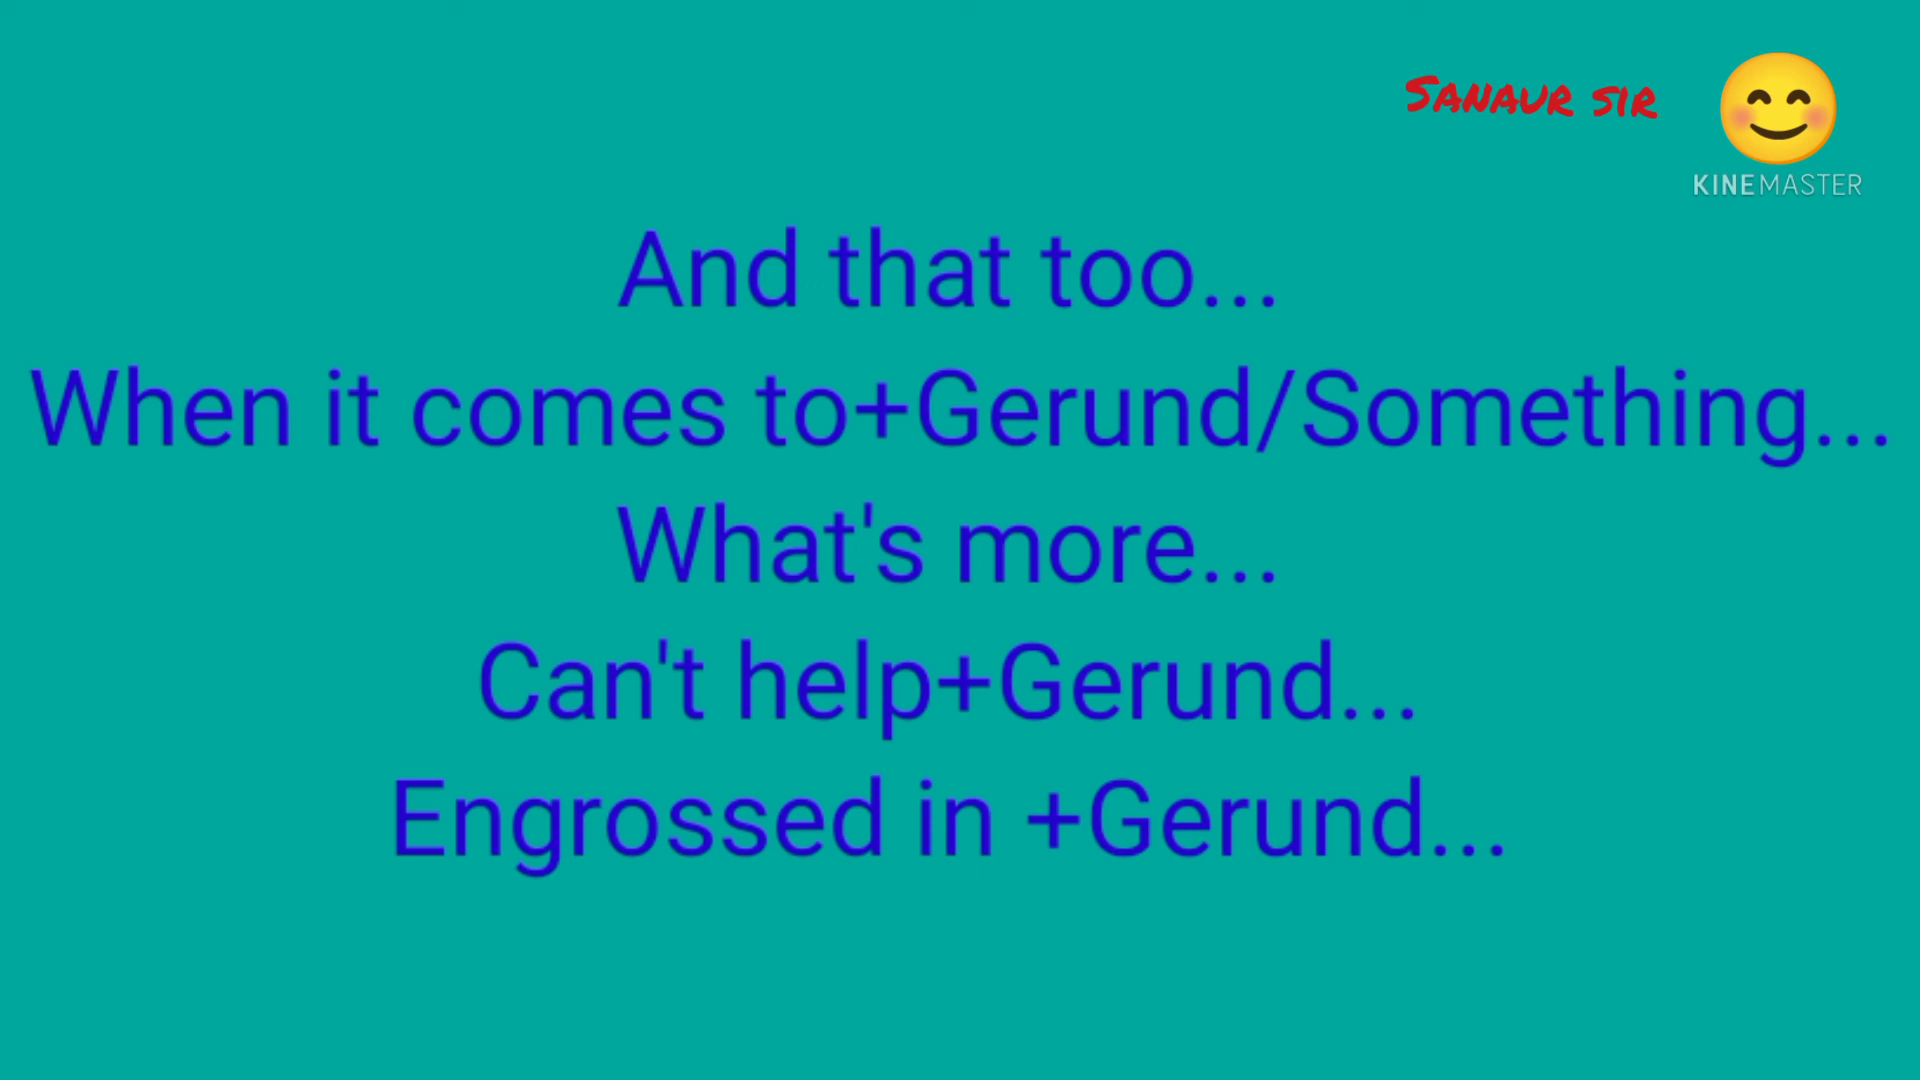 Sanaur sir
KINEMASTER
And that too...
When it comes to+Gerund/Something...
What's more...
Can't help+Gerund...
Engrossed in +Gerund...